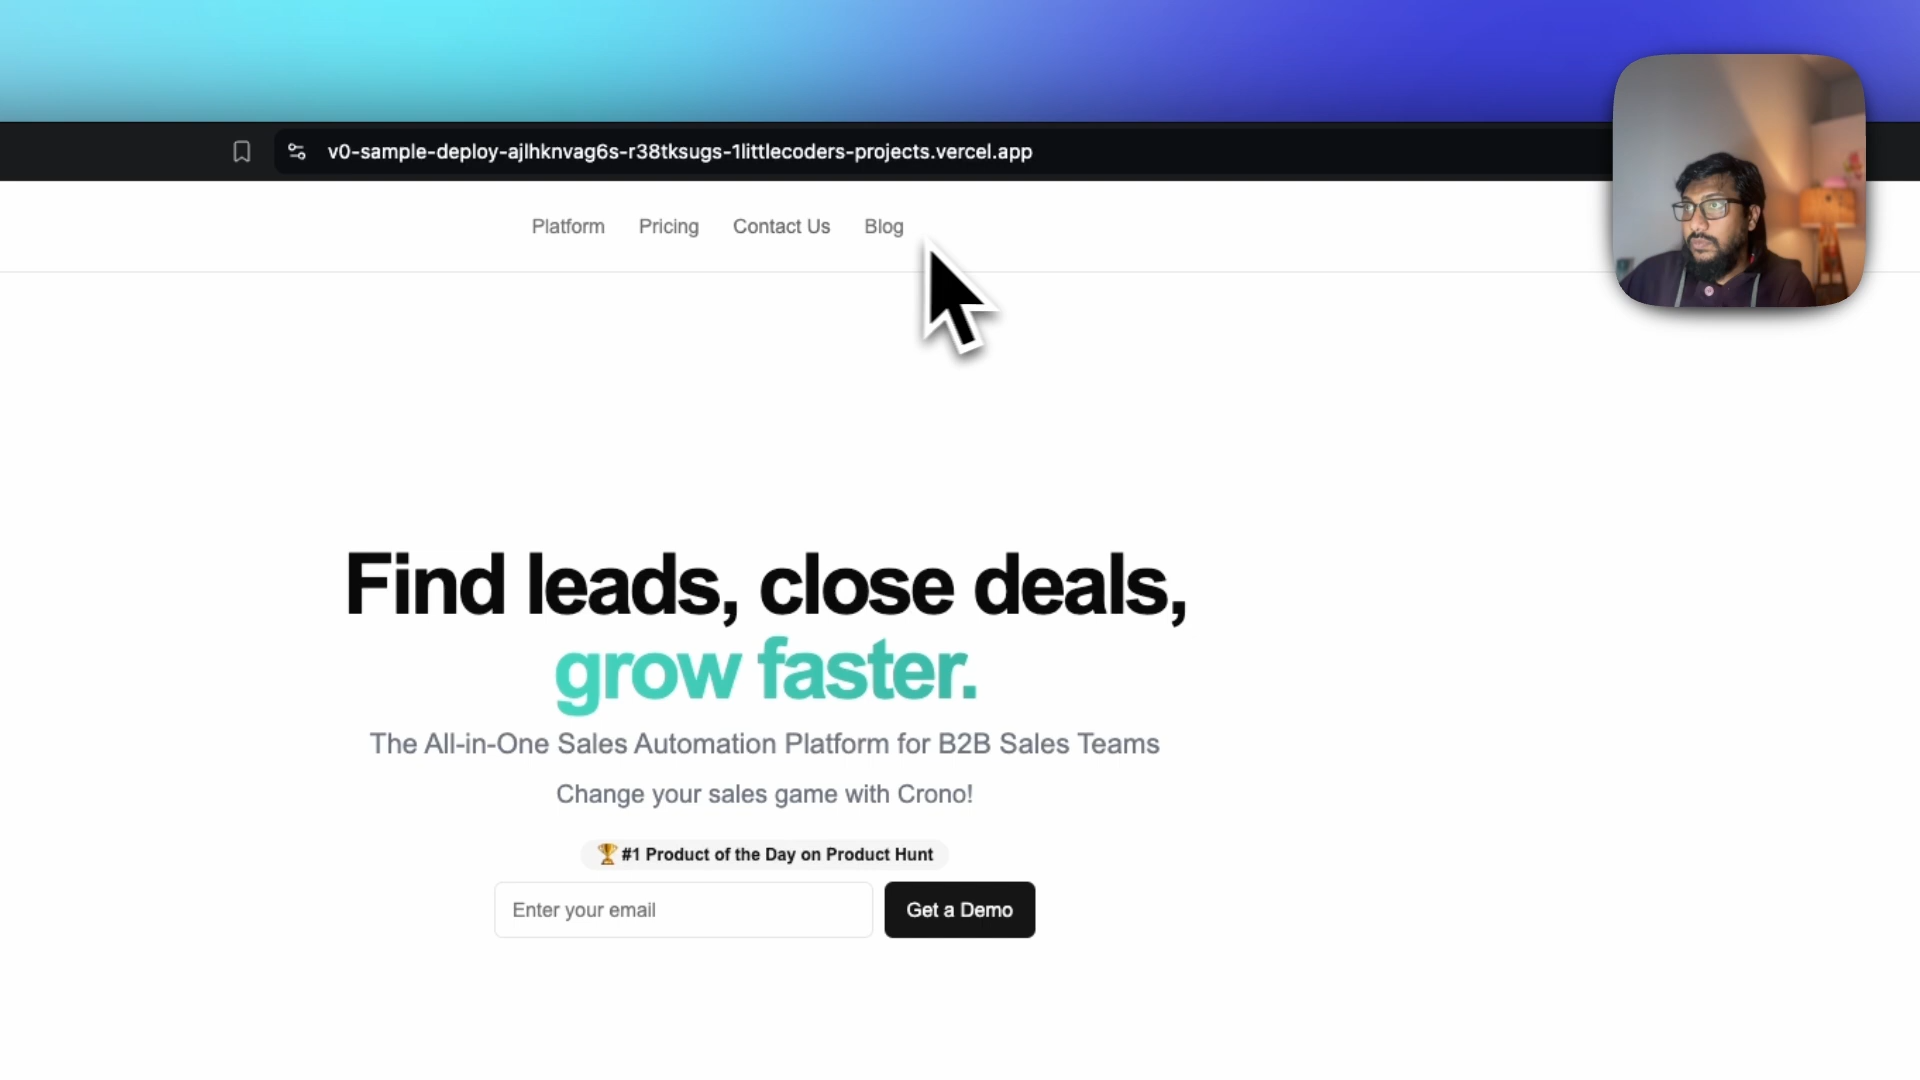 v0-sample-deploy-ajlhknvag6s-r38tksugs-1littlecoders-projects.vercel.app
Platform Pricing Contact Us Blog
Find leads, close deals,
grow faster.
The All-in-One Sales Automation Platform for B2B Sales Teams
Change your sales game with Crono!
🏆 #1 Product of the Day on Product Hunt
Enter your email Get a Demo